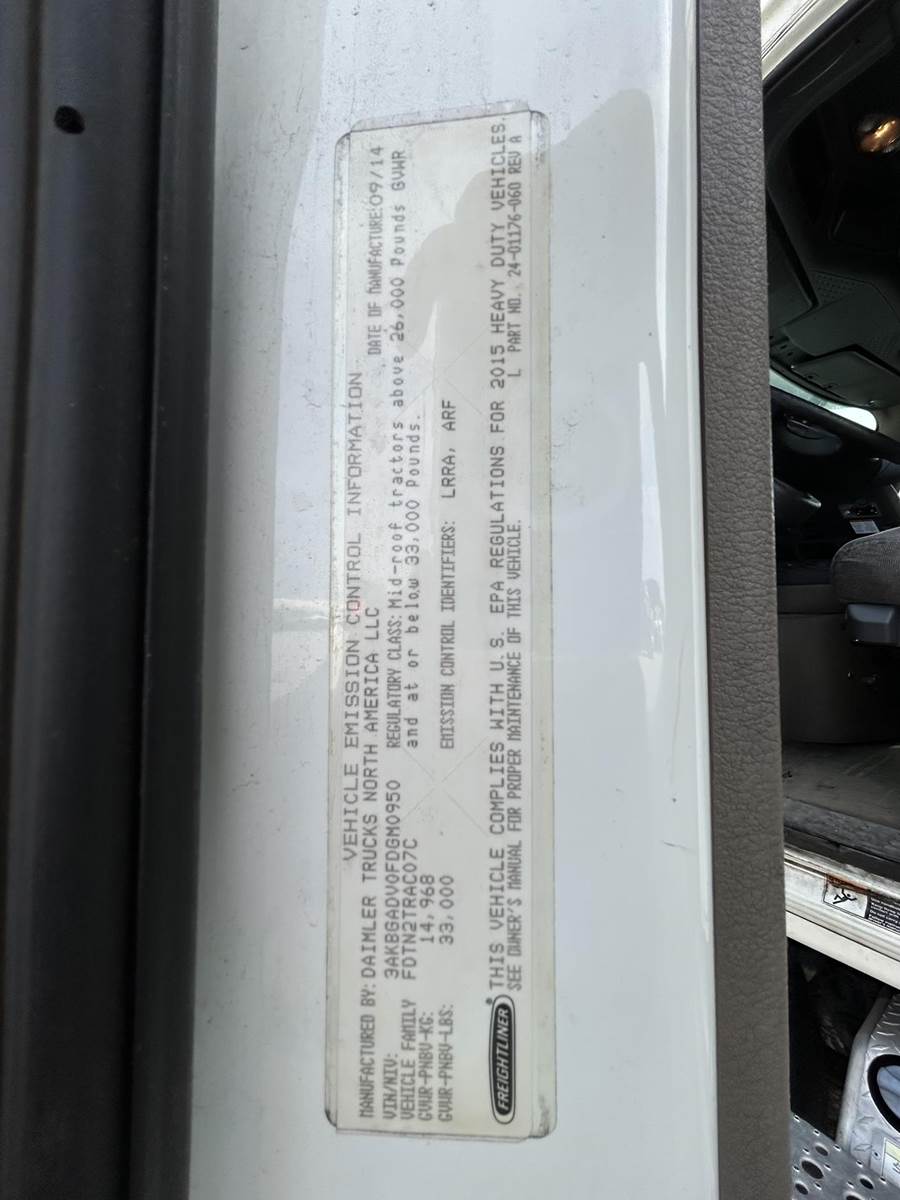 VEHICLE EMISSION CONTROL INFORMATION
MANUFACTURED BY: DAIMLER TRUCKS NORTH AMERICA LLC
DATE OF MANUFACTURE: 09/14
VIN/NIV: 3AKBGADV0FDGM0950
REGULATORY CLASS: Mid-roof tractors above 26,000 Pounds GVWR
VEHICLE FAMILY FDTN2TRAC07C
and at or below 33,000 Pounds.
GVWR-PNBV-KG: 14,968
GVWR-PNBV-LBS: 33,000
EMISSION CONTROL IDENTIFIERS: LRRA, ARF
FREIGHTLINER
THIS VEHICLE COMPLIES WITH U.S. EPA REGULATIONS FOR 2015 HEAVY DUTY VEHICLES.
SEE OWNER'S MANUAL FOR PROPER MAINTENANCE OF THIS VEHICLE.
L PART NO. 24-01176-060 REV A